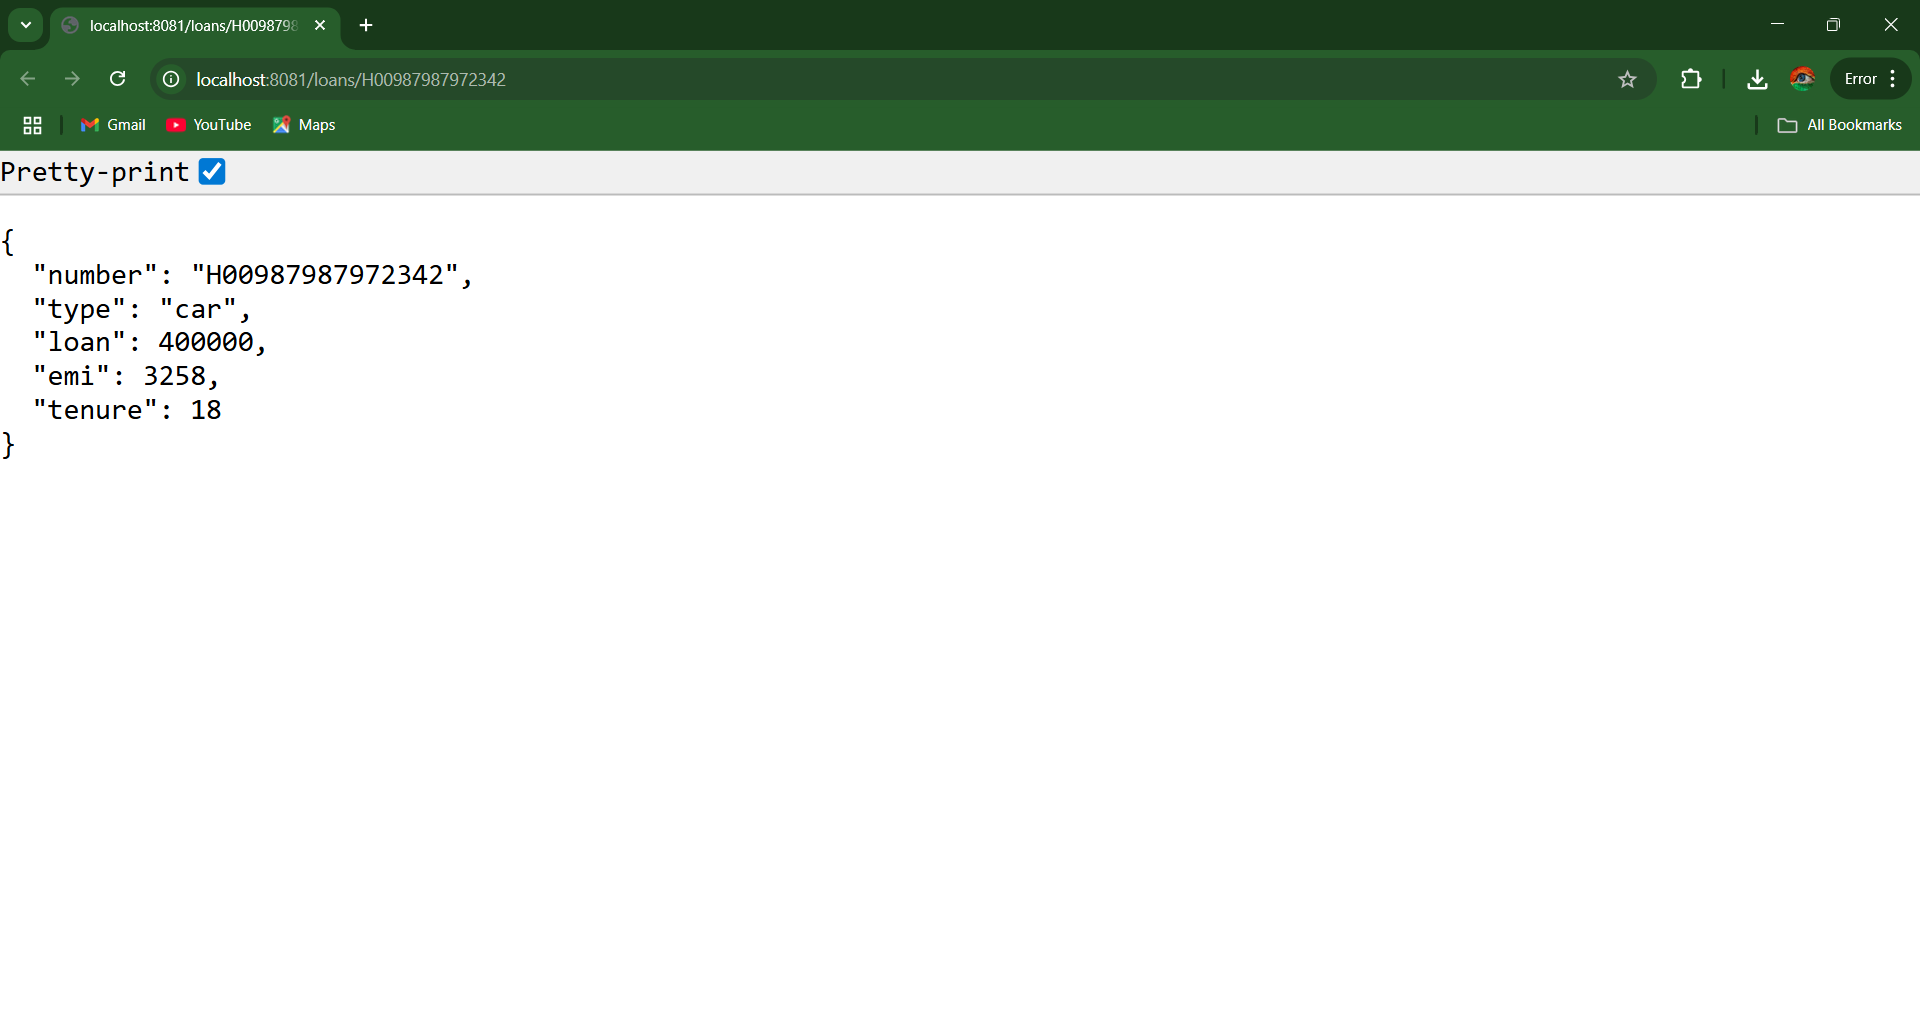 localhost:8081/loans/H0098798
localhost:8081/loans/H00987987972342
Error
Gmail
YouTube
Maps
All Bookmarks
Pretty-print
{
  "number": "H00987987972342",
  "type": "car",
  "loan": 400000,
  "emi": 3258,
  "tenure": 18
}